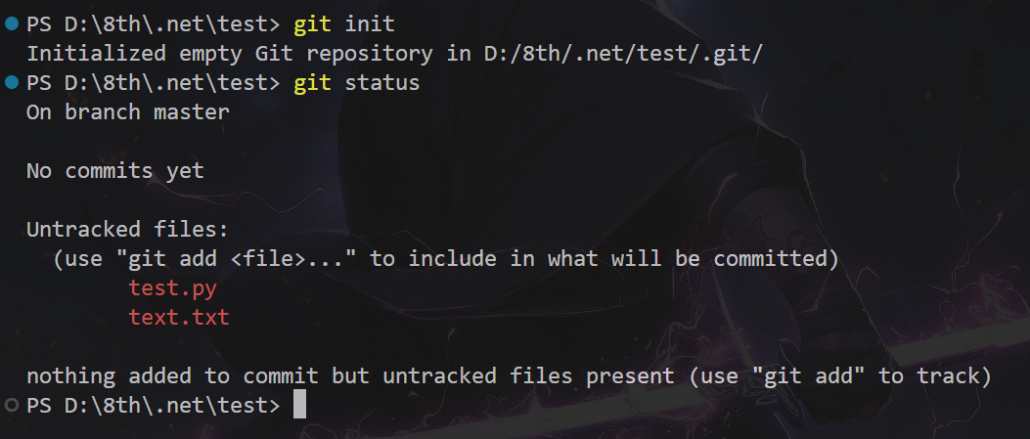 PS D:\8th\.net\test> git init
Initialized empty Git repository in D:/8th/.net/test/.git/
PS D:\8th\.net\test> git status
On branch master
No commits yet
Untracked files:
(use "git add <file>..." to include in what will be committed)
test.py
text.txt
nothing added to commit but untracked files present (use "git add" to track)
PS D:\8th\.net\test>